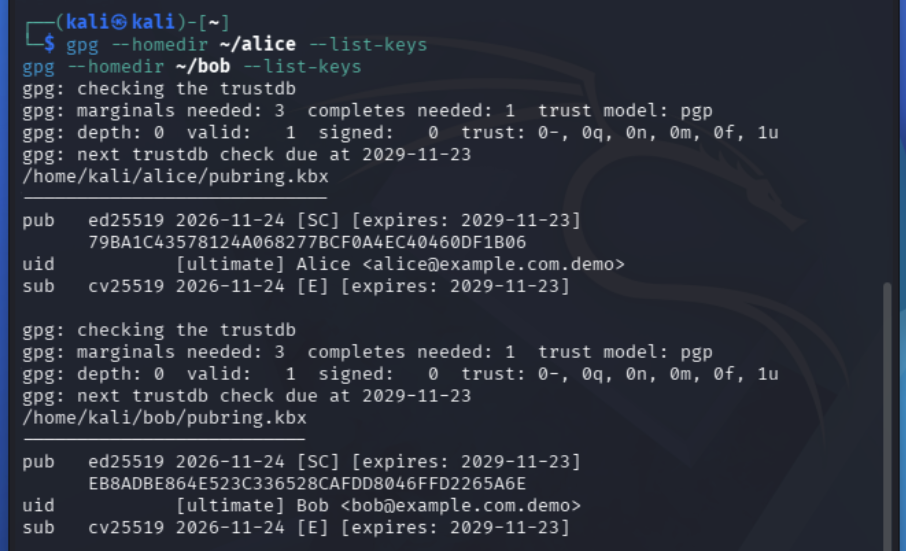 ┌──(kali㉿kali)-[~]
└─$ gpg --homedir ~/alice --list-keys
gpg --homedir ~/bob --list-keys
gpg: checking the trustdb
gpg: marginals needed: 3  completes needed: 1  trust model: pgp
gpg: depth: 0  valid:   1  signed:   0  trust: 0-, 0q, 0n, 0m, 0f, 1u
gpg: next trustdb check due at 2029-11-23
/home/kali/alice/pubring.kbx
----------------------------
pub   ed25519 2026-11-24 [SC] [expires: 2029-11-23]
      79BA1C43578124A068277BCF0A4EC40460DF1B06
uid           [ultimate] Alice <alice@example.com.demo>
sub   cv25519 2026-11-24 [E] [expires: 2029-11-23]

gpg: checking the trustdb
gpg: marginals needed: 3  completes needed: 1  trust model: pgp
gpg: depth: 0  valid:   1  signed:   0  trust: 0-, 0q, 0n, 0m, 0f, 1u
gpg: next trustdb check due at 2029-11-23
/home/kali/bob/pubring.kbx
--------------------------
pub   ed25519 2026-11-24 [SC] [expires: 2029-11-23]
      EB8ADBE864E523C336528CAFDD8046FFD2265A6E
uid           [ultimate] Bob <bob@example.com.demo>
sub   cv25519 2026-11-24 [E] [expires: 2029-11-23]